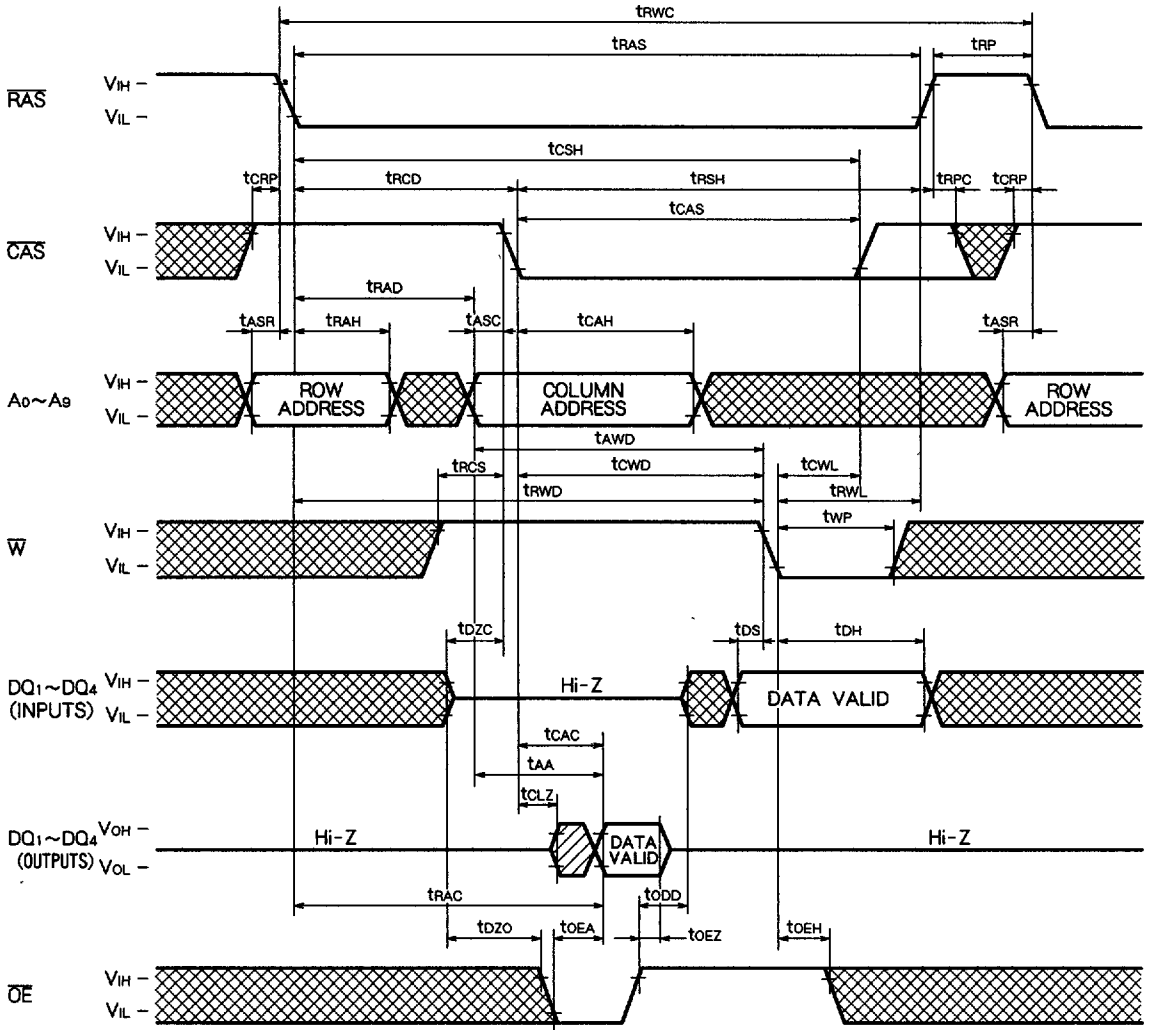 tRWC
tRAS
tRP
RAS
VIH –
VIL –
tCSH
tCRP
tRCD
tRSH
tRPC
tCRP
tCAS
CAS
VIH –
VIL –
tRAD
tASR
tRAH
tASC
tCAH
tASR
A0~A9
VIH –
VIL –
ROW
ADDRESS
COLUMN
ADDRESS
ROW
ADDRESS
tAWD
tRCS
tCWD
tCWL
tRWD
tRWL
tWP
W
VIH –
VIL –
tDZC
tDS
tDH
DQ1~DQ4
(INPUTS)
VIH –
VIL –
Hi-Z
DATA VALID
tCAC
tAA
tCLZ
DQ1~DQ4
(OUTPUTS)
VOH –
VOL –
Hi-Z
DATA
VALID
Hi-Z
tRAC
tODD
tDZO
tOEA
tOEZ
tOEH
OE
VIH –
VIL –